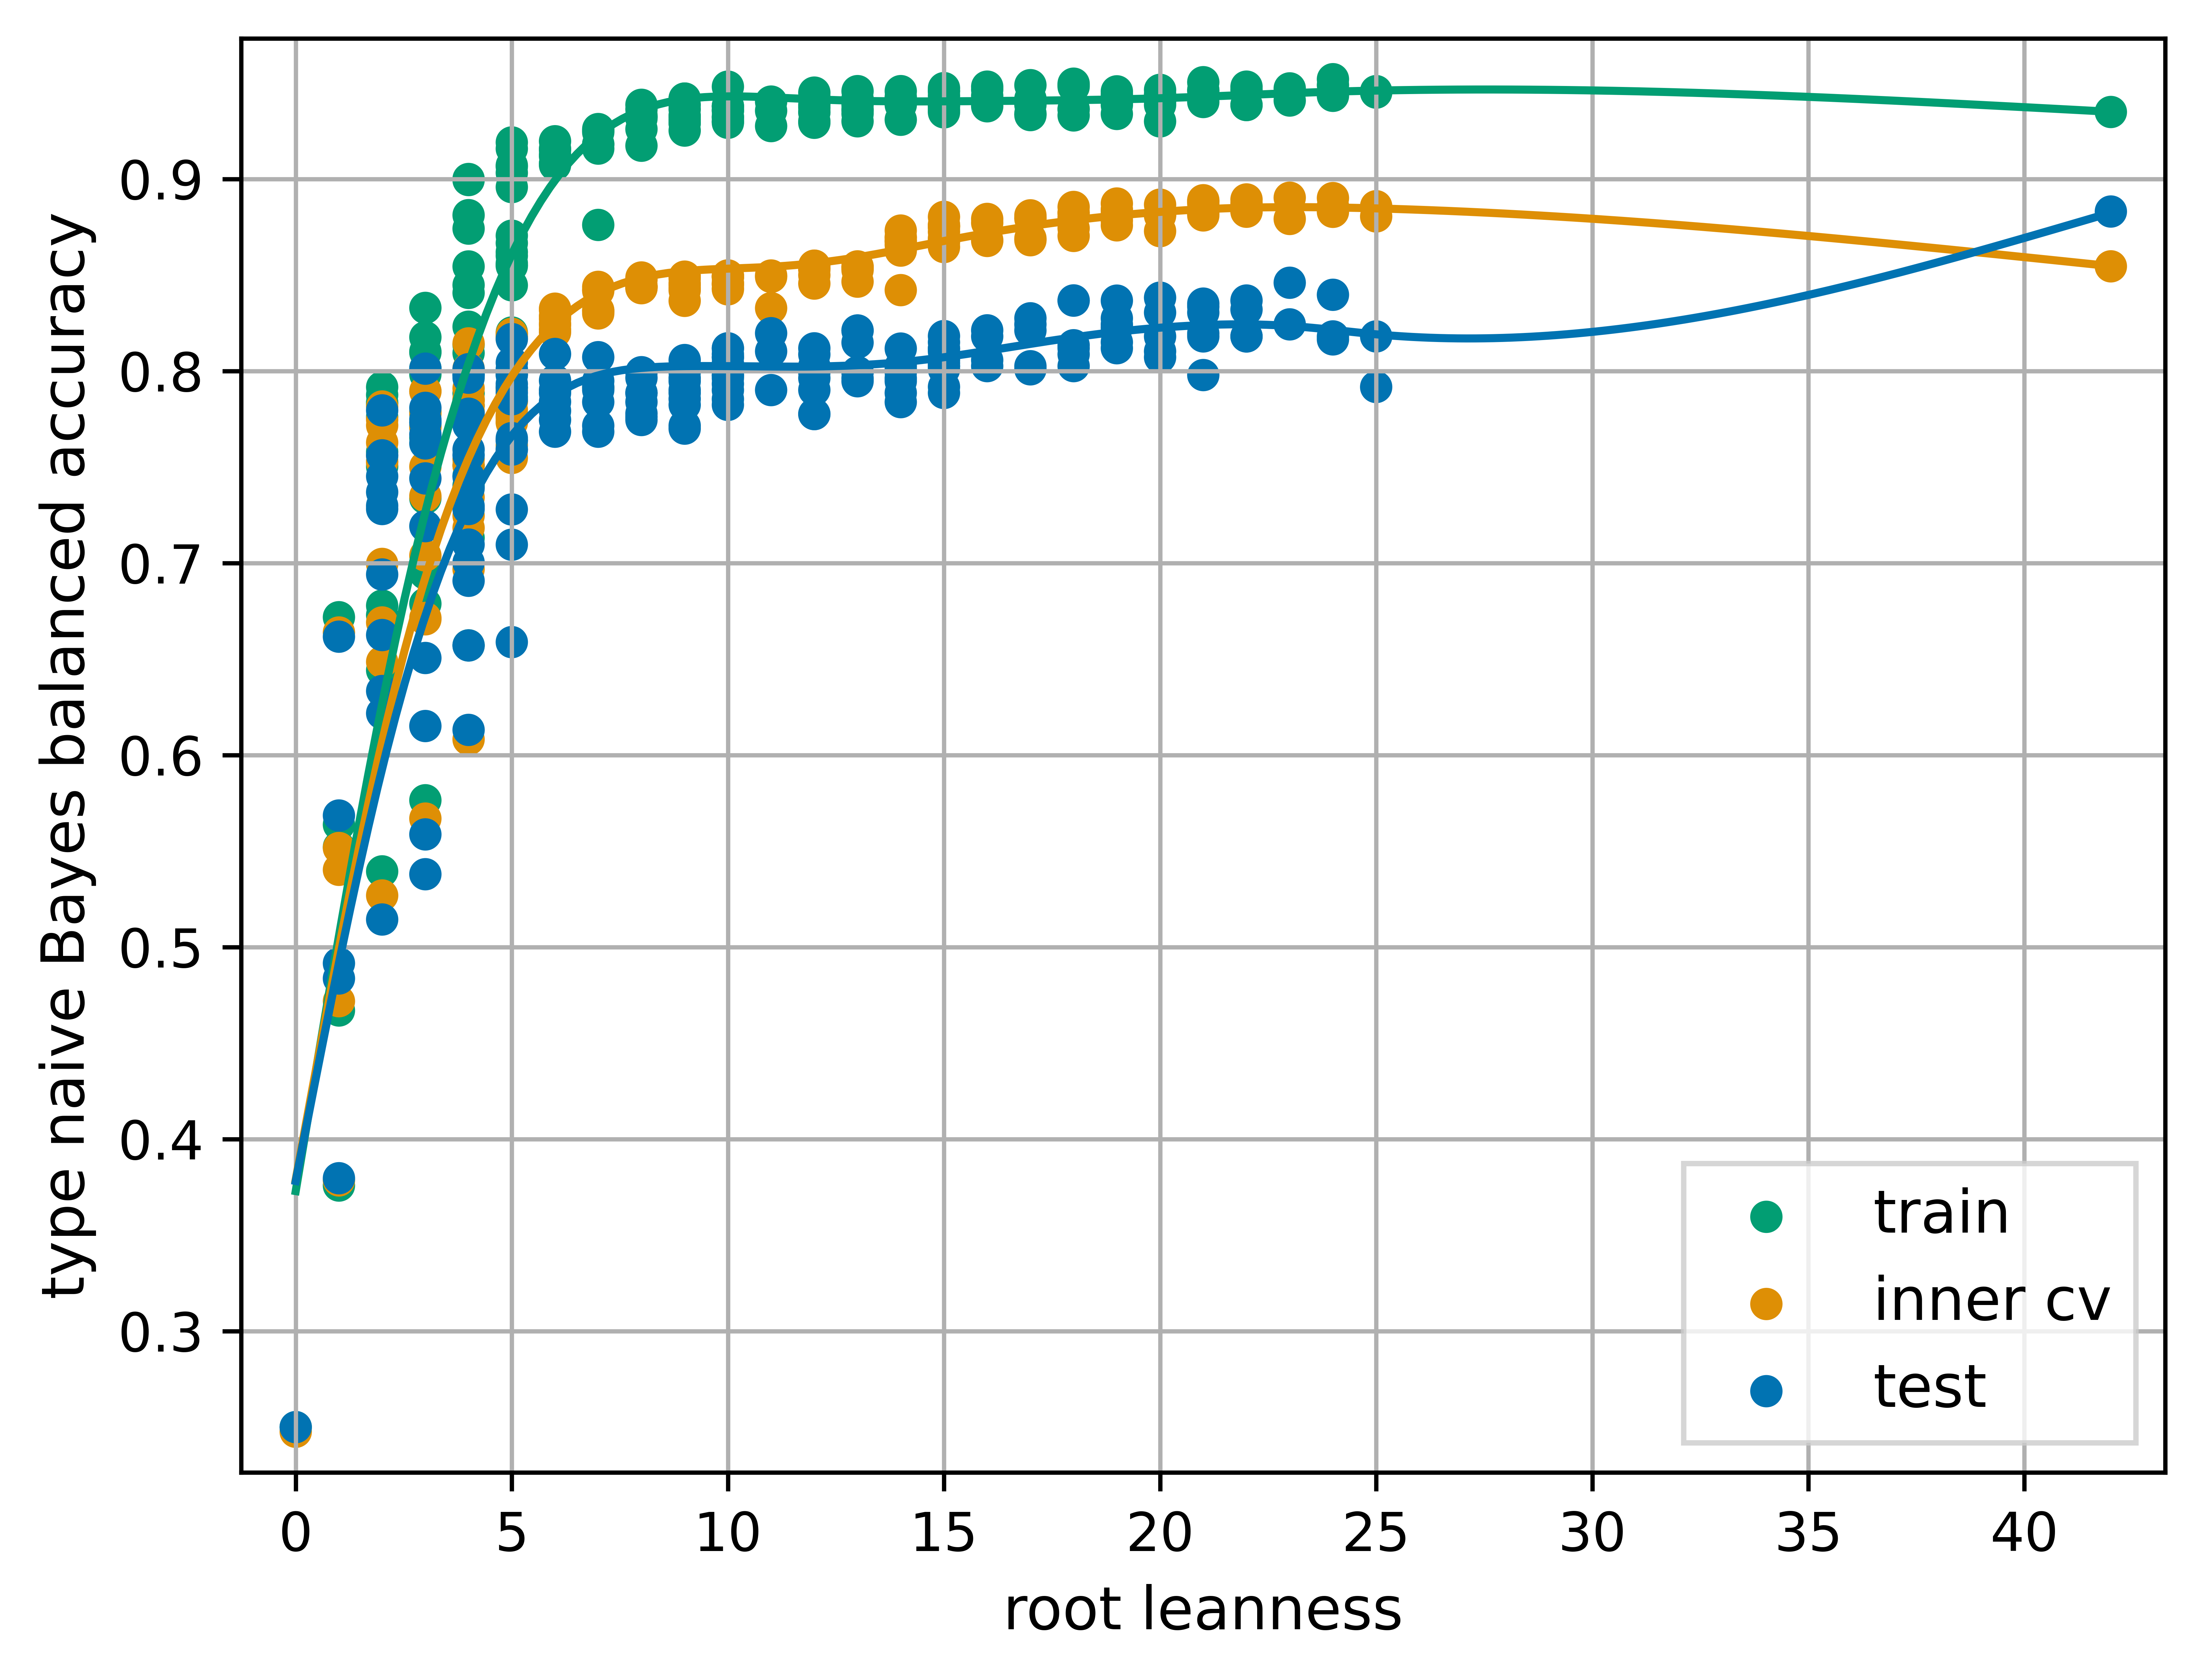 type naive Bayes balanced accuracy
0.9
0.8
0.7
0.6
0.5
0.4
0.3
train
inner cv
test
0 5 10 15 20 25 30 35 40
root leanness